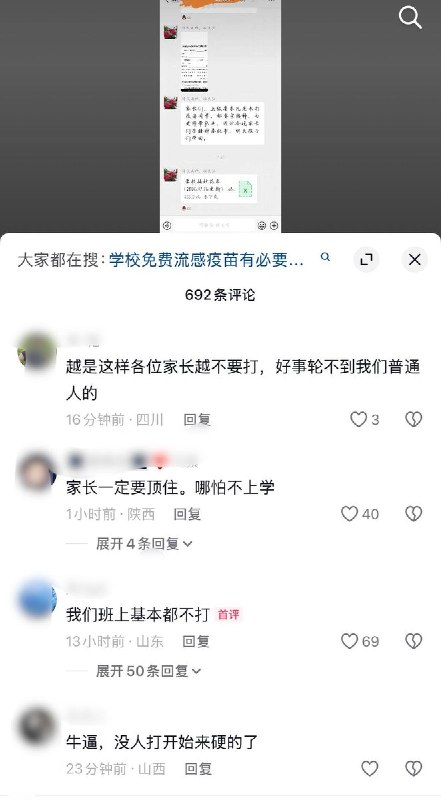 大家都在搜：学校免费流感疫苗有必要...
692条评论
越是这样各位家长越不要打，好事轮不到我们普通
人的
16分钟前 · 四川 回复
3
家长一定要顶住。哪怕不上学
1小时前 · 陕西 回复
40
展开4条回复
我们班上基本都不打 首评
13小时前 · 山东 回复
69
展开50条回复
牛逼，没人打开始来硬的了
23分钟前 · 山西 回复